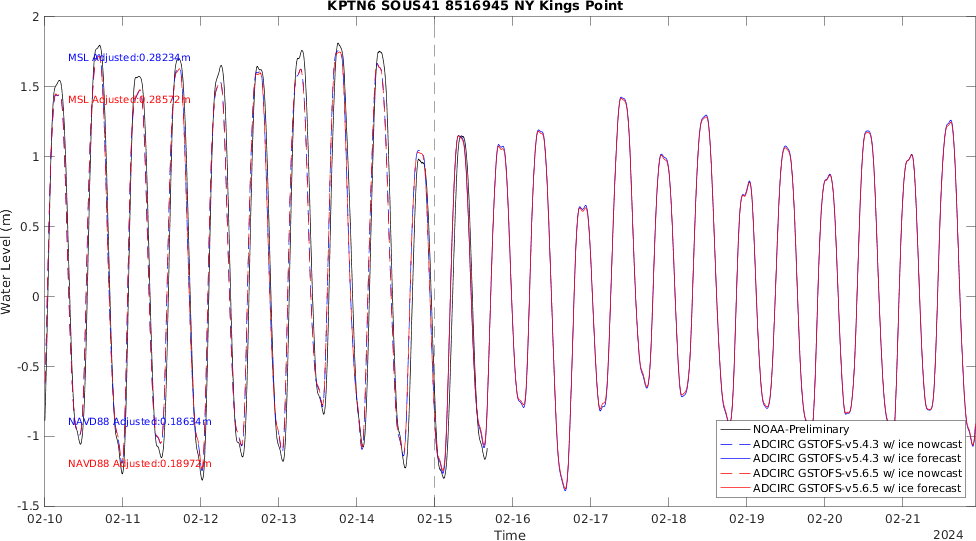 KPTN6 SOUS41 8516945 NY Kings Point
2
1.5
1
0.5
0
-0.5
-1
-1.5
Water Level (m)
MSL Adjusted:0.28234m
MSL Adjusted:0.28572m
NAVD88 Adjusted:0.18634m
NAVD88 Adjusted:0.18972m
NOAA-Preliminary
ADCIRC GSTOFS-v5.4.3 w/ ice nowcast
ADCIRC GSTOFS-v5.4.3 w/ ice forecast
ADCIRC GSTOFS-v5.6.5 w/ ice nowcast
ADCIRC GSTOFS-v5.6.5 w/ ice forecast
02-10 02-11 02-12 02-13 02-14 02-15 02-16 02-17 02-18 02-19 02-20 02-21
Time
2024